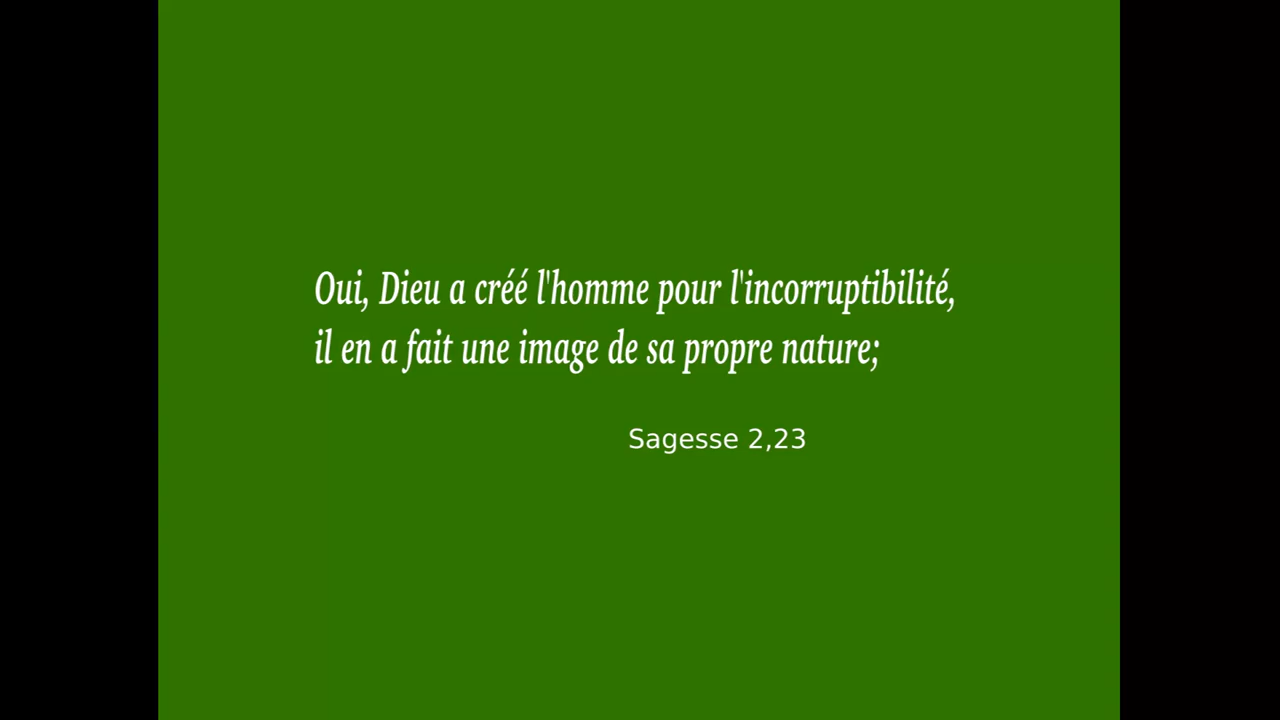 Oui, Dieu a créé l'homme pour l'incorruptibilité,
il en a fait une image de sa propre nature;
Sagesse 2,23